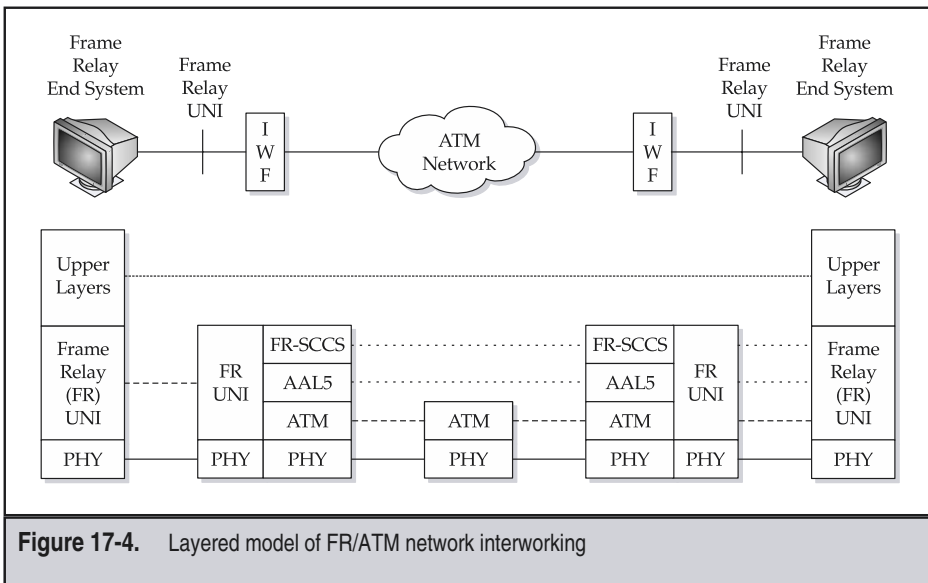 Frame
Relay
End System
Frame
Relay
UNI
I
W
F
ATM
Network
I
W
F
Frame
Relay
UNI
Frame
Relay
End System
Upper
Layers
Frame
Relay
(FR)
UNI
PHY
FR
UNI
PHY
FR-SCCS
AAL5
ATM
PHY
ATM
PHY
FR-SCCS
AAL5
ATM
PHY
FR
UNI
PHY
Upper
Layers
Frame
Relay
(FR)
UNI
PHY
Figure 17-4. Layered model of FR/ATM network interworking